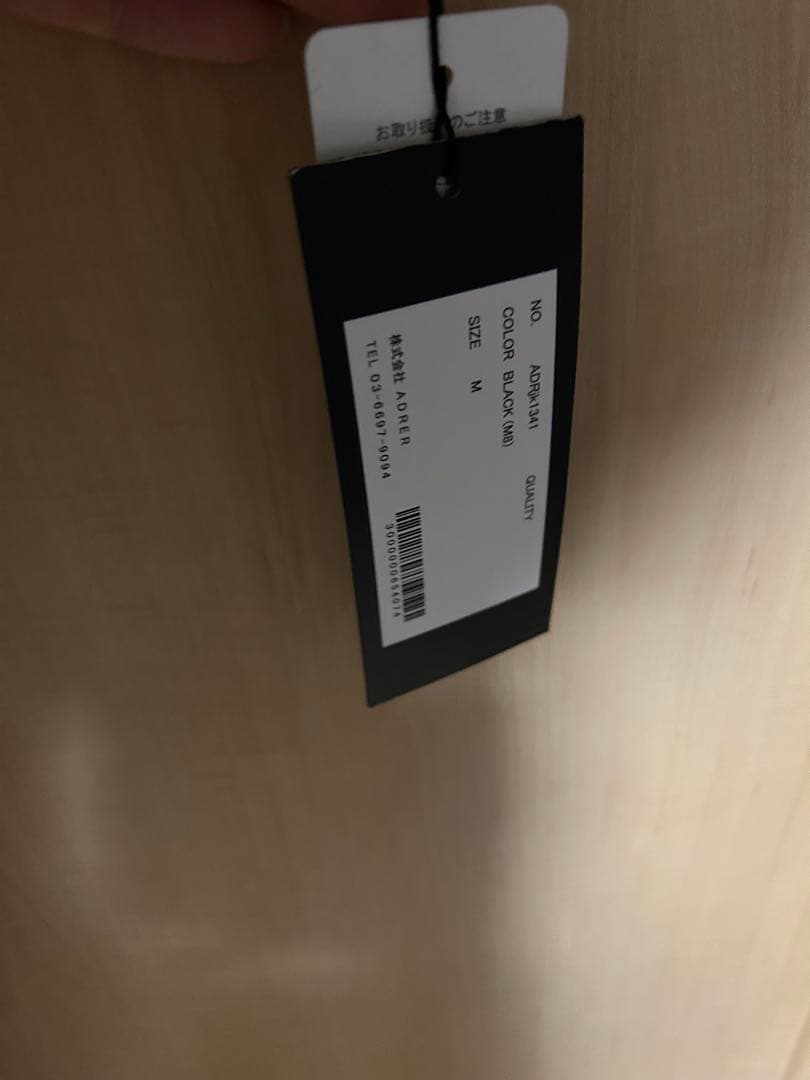 お取り扱いのご注意
NO. ADRjk1341 QUALITY
COLOR BLACK(M8)
SIZE M
株式会社 ADRER
TEL 03-6697-9094
3000000654074